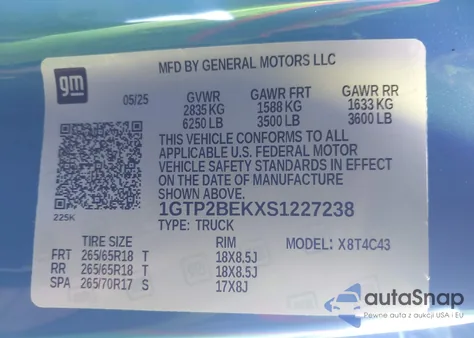 MFD BY GENERAL MOTORS LLC
gm
05/25 GVWR GAWR FRT GAWR RR
2835 KG 1588 KG 1633 KG
6250 LB 3500 LB 3600 LB
THIS VEHICLE CONFORMS TO ALL
APPLICABLE U.S. FEDERAL MOTOR
VEHICLE SAFETY STANDARDS IN EFFECT
ON THE DATE OF MANUFACTURE
SHOWN ABOVE.
1GTP2BEKXS1227238
TYPE: TRUCK
225K
TIRE SIZE RIM MODEL: X8T4C43
FRT 265/65R18 T 18X8.5J
RR 265/65R18 T 18X8.5J
SPA 265/70R17 S 17X8J
autoSnap
Pewne auta z aukcji USA i EU